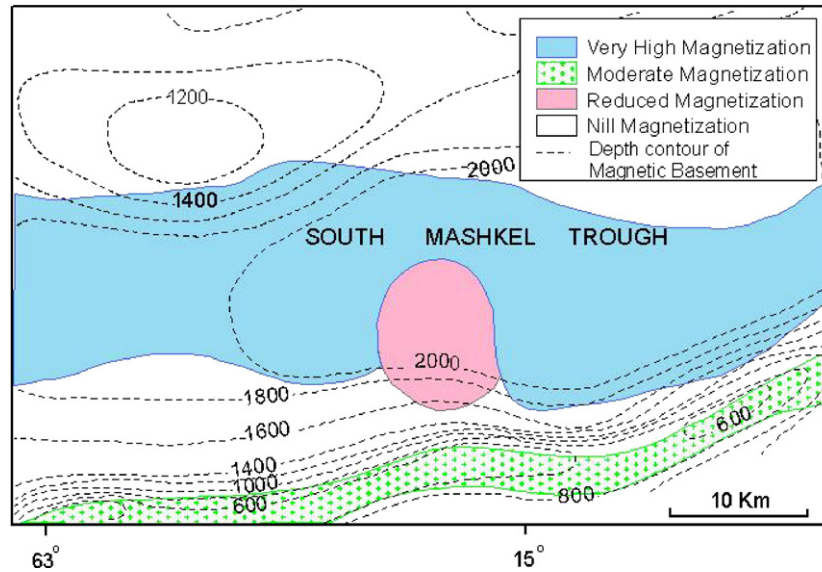 Very High Magnetization
Moderate Magnetization
Reduced Magnetization
Nill Magnetization
Depth contour of
Magnetic Basement
1200
1400
2000
SOUTH MASHKEL TROUGH
2000
1800
1600
1400
1000
600
600
800
10 Km
63°
15°